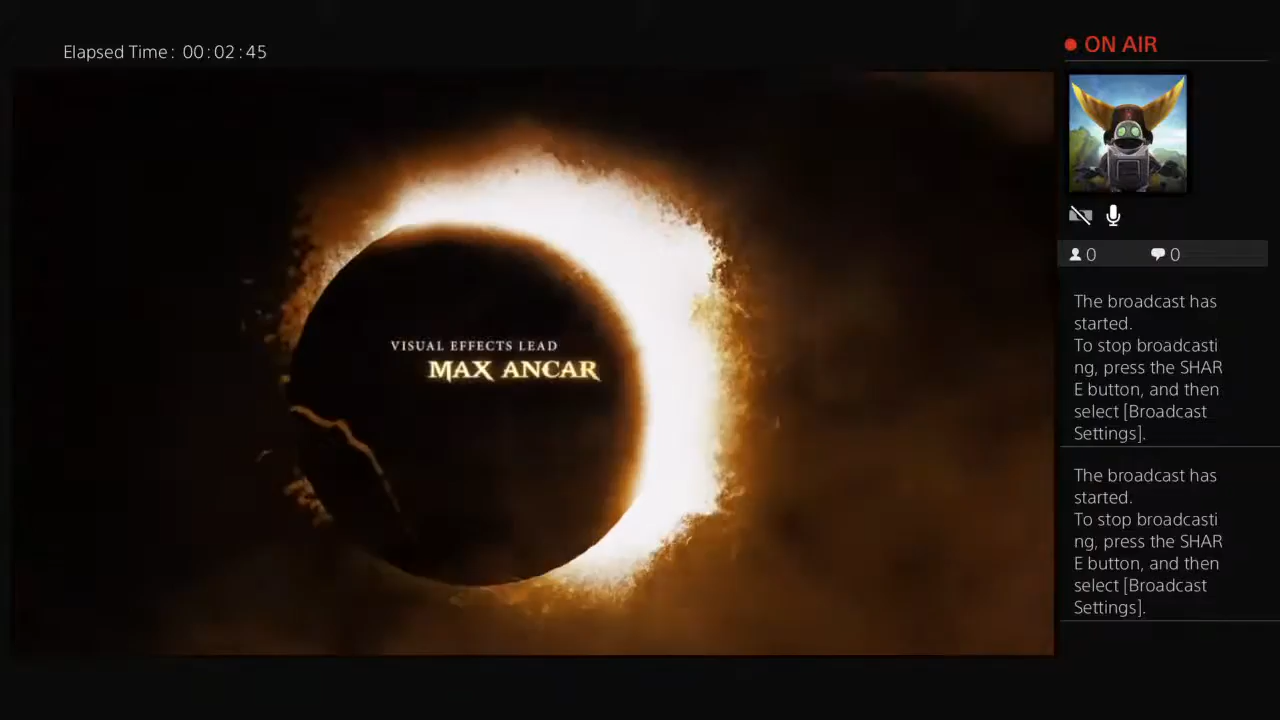 Elapsed Time: 00:02:45
ON AIR
VISUAL EFFECTS LEAD
MAX ANCAR
0 0
The broadcast has
started.
To stop broadcasti
ng, press the SHAR
E button, and then
select [Broadcast
Settings].
The broadcast has
started.
To stop broadcasti
ng, press the SHAR
E button, and then
select [Broadcast
Settings].